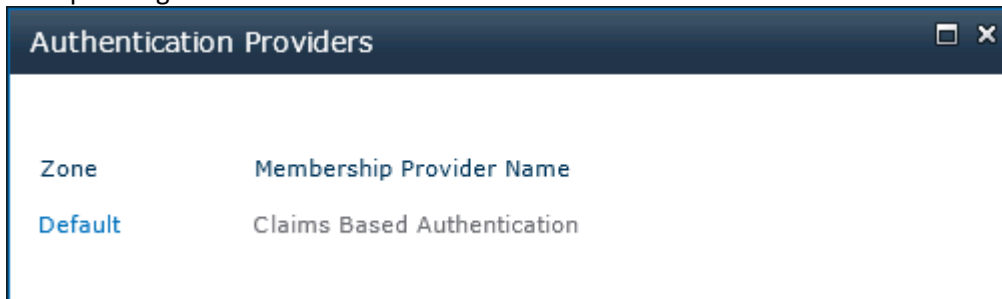 Authentication Providers
Zone Membership Provider Name
Default Claims Based Authentication